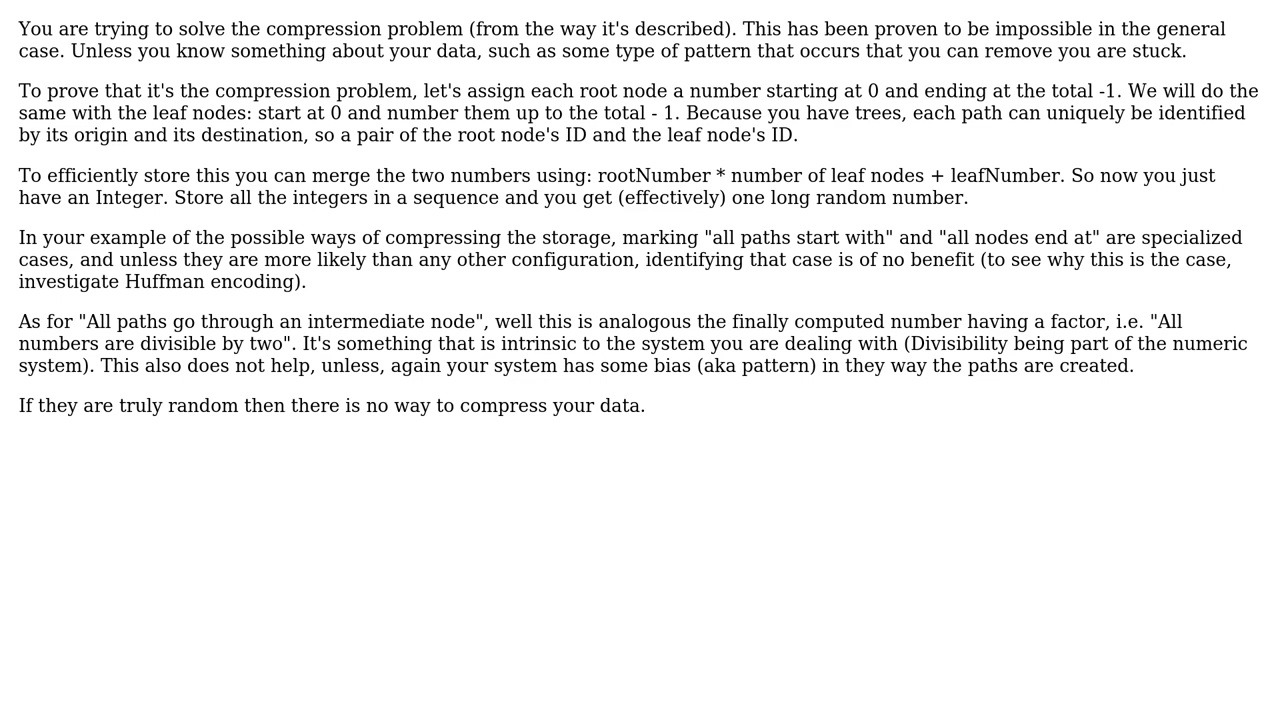 You are trying to solve the compression problem (from the way it's described). This has been proven to be impossible in the general
case. Unless you know something about your data, such as some type of pattern that occurs that you can remove you are stuck.
To prove that it's the compression problem, let's assign each root node a number starting at 0 and ending at the total -1. We will do the
same with the leaf nodes: start at 0 and number them up to the total - 1. Because you have trees, each path can uniquely be identified
by its origin and its destination, so a pair of the root node's ID and the leaf node's ID.
To efficiently store this you can merge the two numbers using: rootNumber * number of leaf nodes + leafNumber. So now you just
have an Integer. Store all the integers in a sequence and you get (effectively) one long random number.
In your example of the possible ways of compressing the storage, marking "all paths start with" and "all nodes end at" are specialized
cases, and unless they are more likely than any other configuration, identifying that case is of no benefit (to see why this is the case,
investigate Huffman encoding).
As for "All paths go through an intermediate node", well this is analogous the finally computed number having a factor, i.e. "All
numbers are divisible by two". It's something that is intrinsic to the system you are dealing with (Divisibility being part of the numeric
system). This also does not help, unless, again your system has some bias (aka pattern) in they way the paths are created.
If they are truly random then there is no way to compress your data.